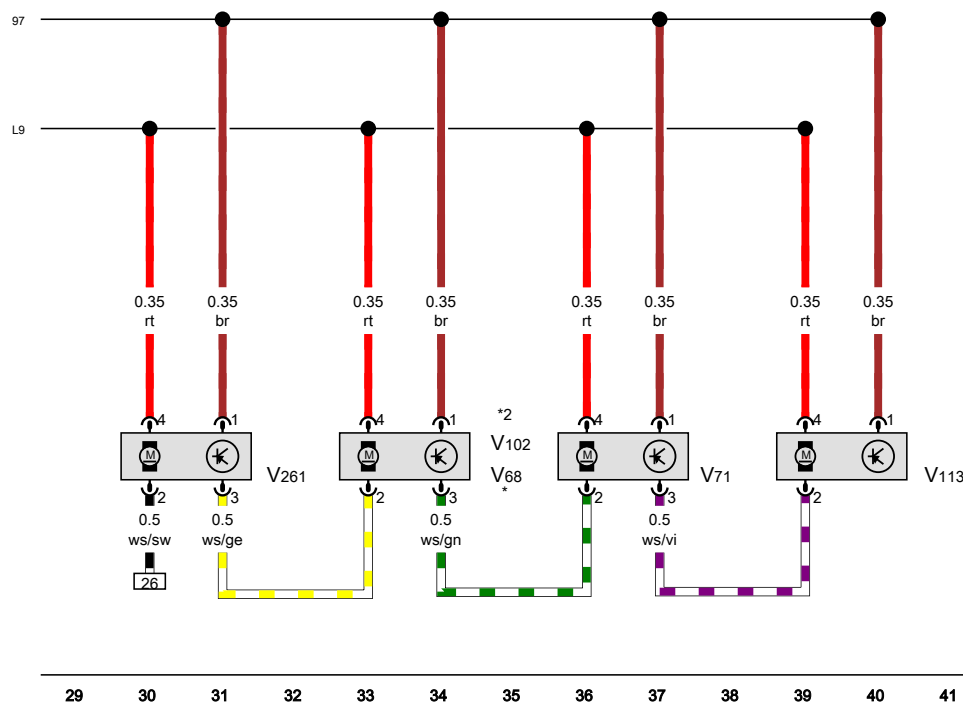 97
L9
0.35 0.35 0.35 0.35 0.35 0.35 0.35 0.35
rt br rt br rt br rt br
4 1 4 1 *2 4 1 4
M M V102 M M
V261 V68 V71 V113
2 3 2 3 * 2 3 2
0.5 0.5 0.5 0.5
ws/sw ws/ge ws/gn ws/vi
26
29 30 31 32 33 34 35 36 37 38 39 40 41